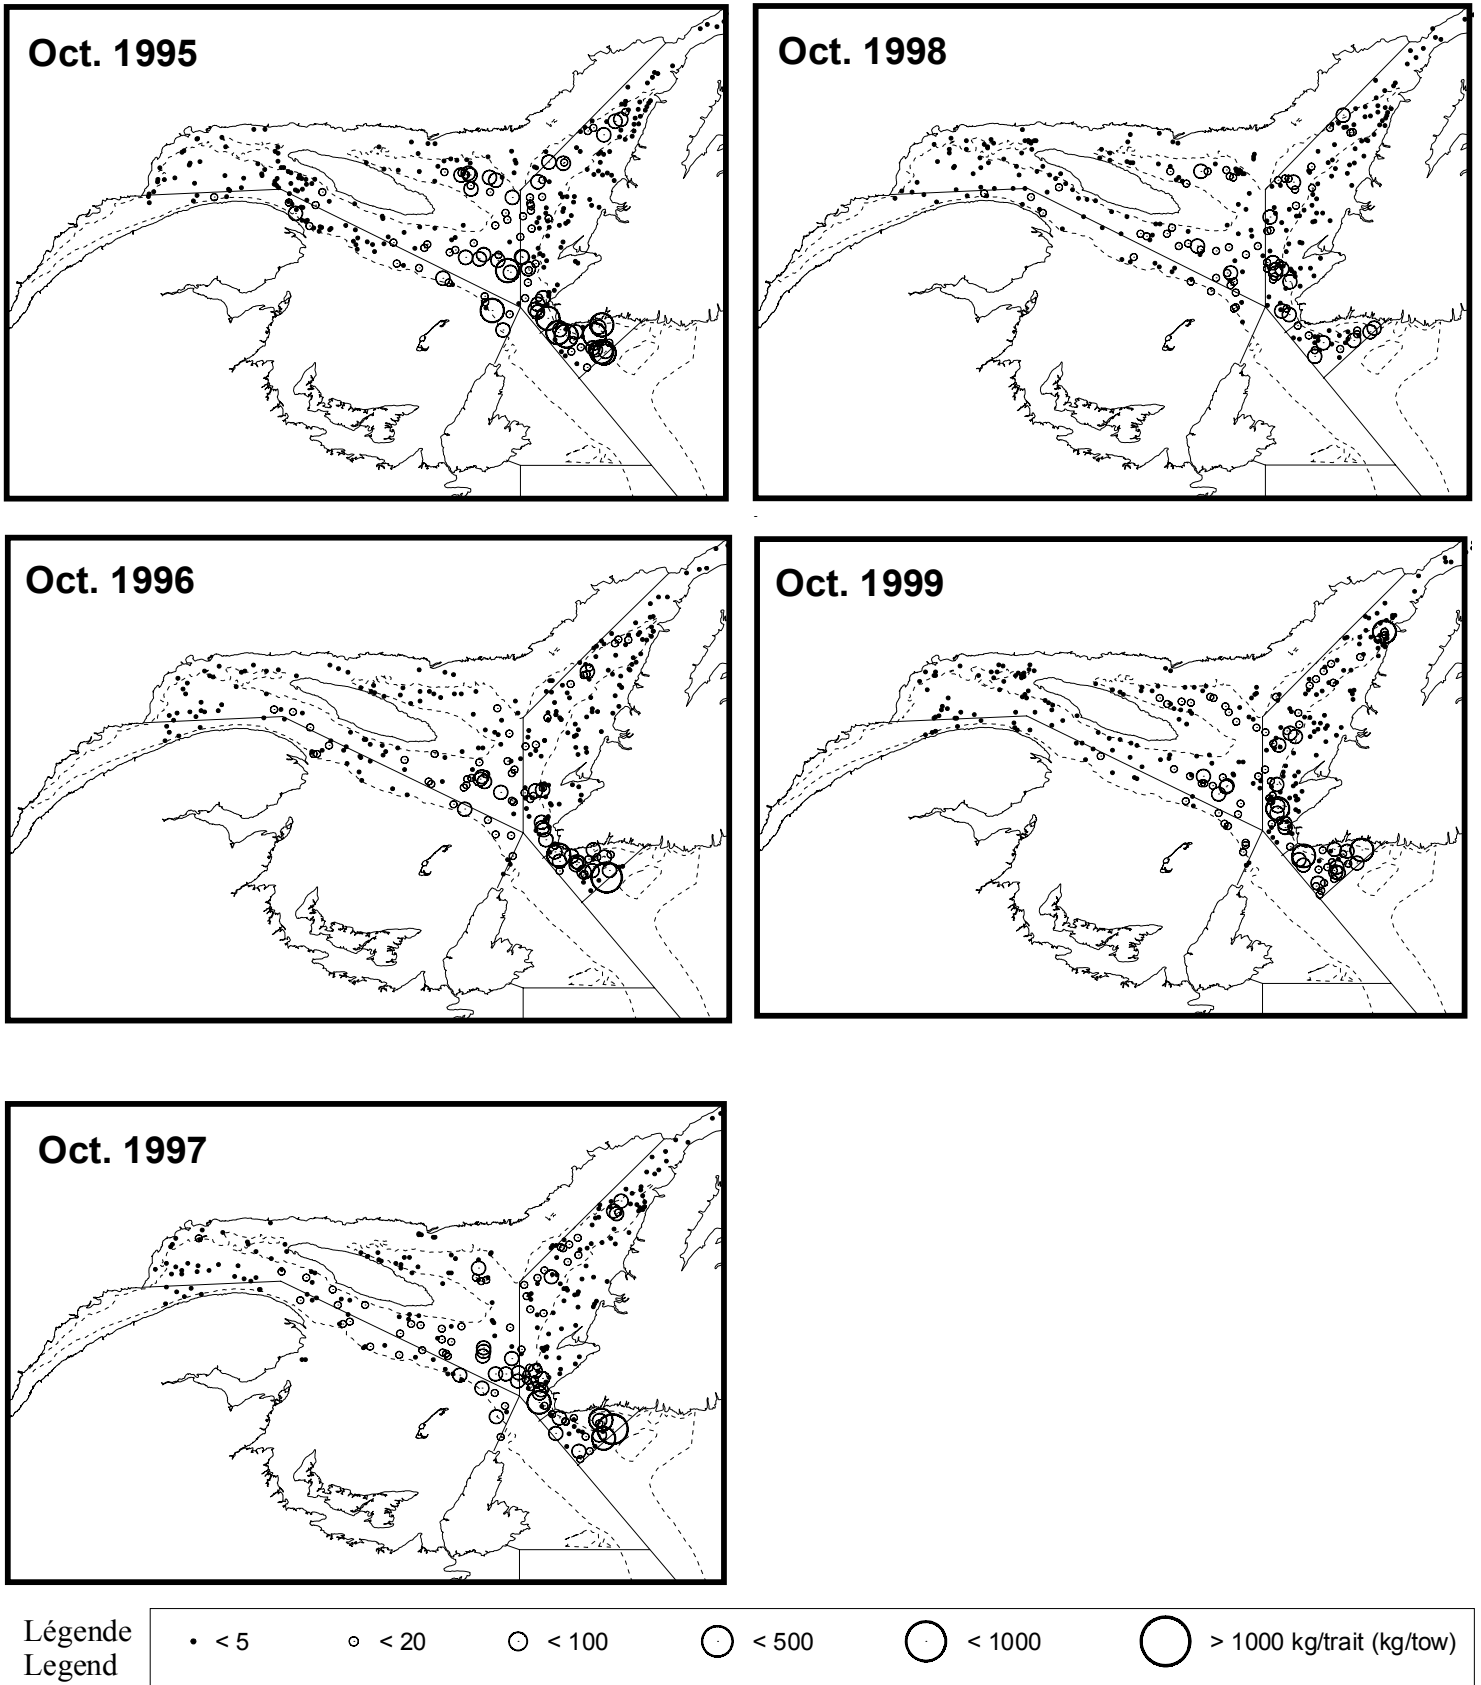 Oct. 1995
Oct. 1998
Oct. 1996
Oct. 1999
Oct. 1997
Légende
Legend
< 5
< 20
< 100
< 500
< 1000
> 1000 kg/trait (kg/tow)